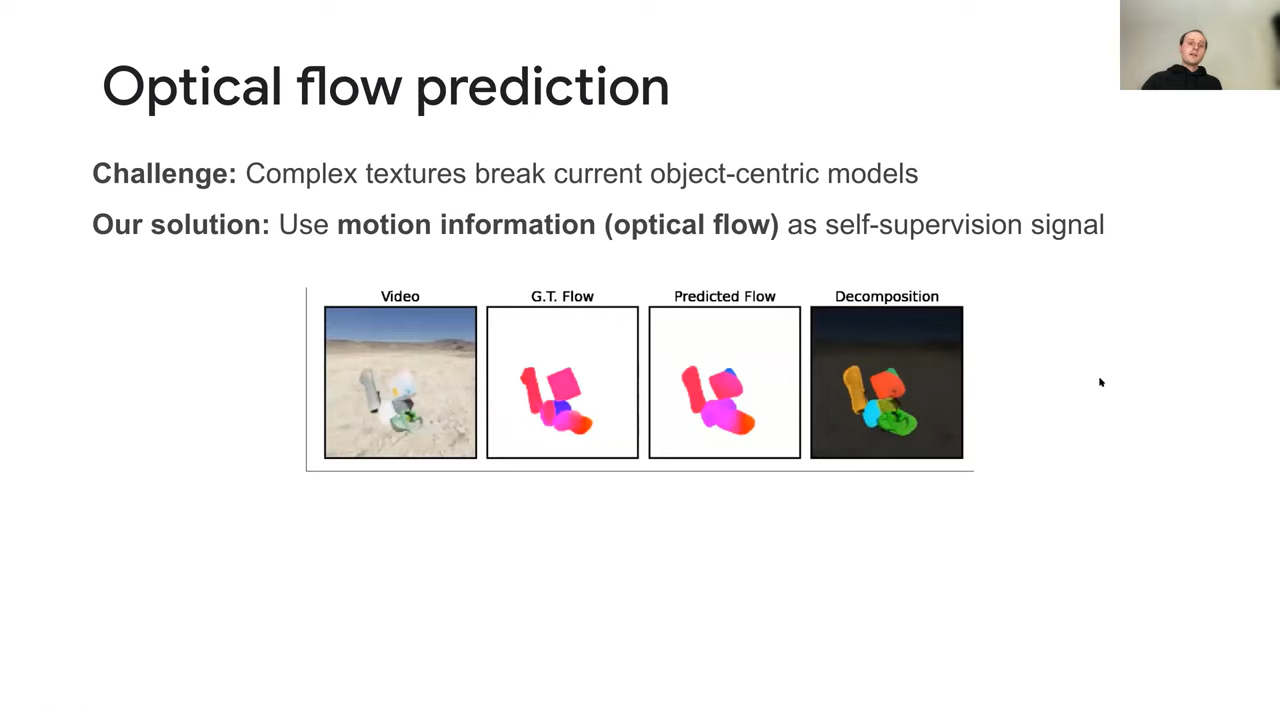 Optical flow prediction
Challenge: Complex textures break current object-centric models
Our solution: Use motion information (optical flow) as self-supervision signal
Video G.T. Flow Predicted Flow Decomposition